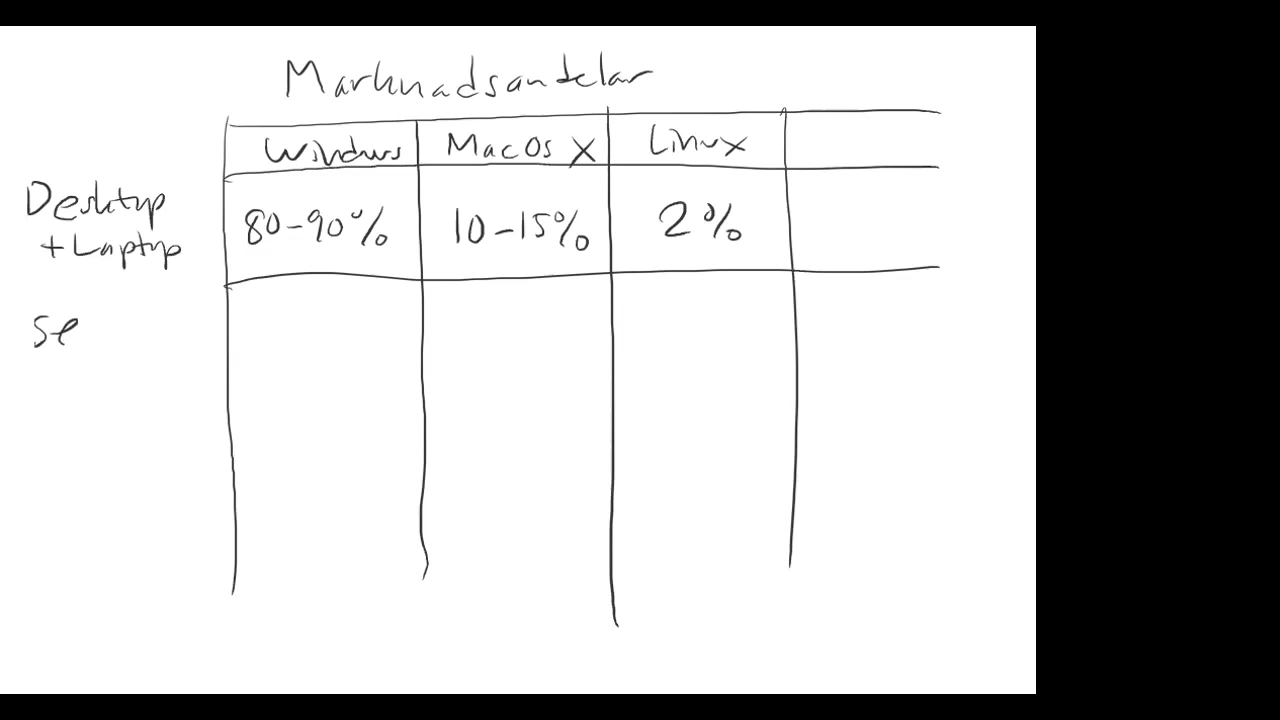 Marknadsandelar
Windows MacOS X Linux
Desktop 80-90% 10-15% 2%
+Laptop
Se